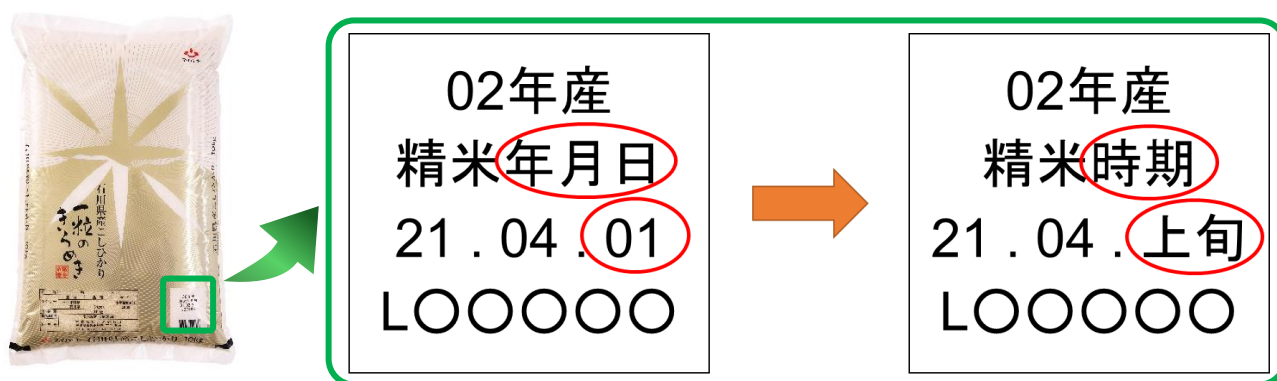 石川県産こしひかり
一粒の
きらめき
02年産
精米年月日
21.04.01
L〇〇〇〇〇
02年産
精米時期
21.04.上旬
L〇〇〇〇〇